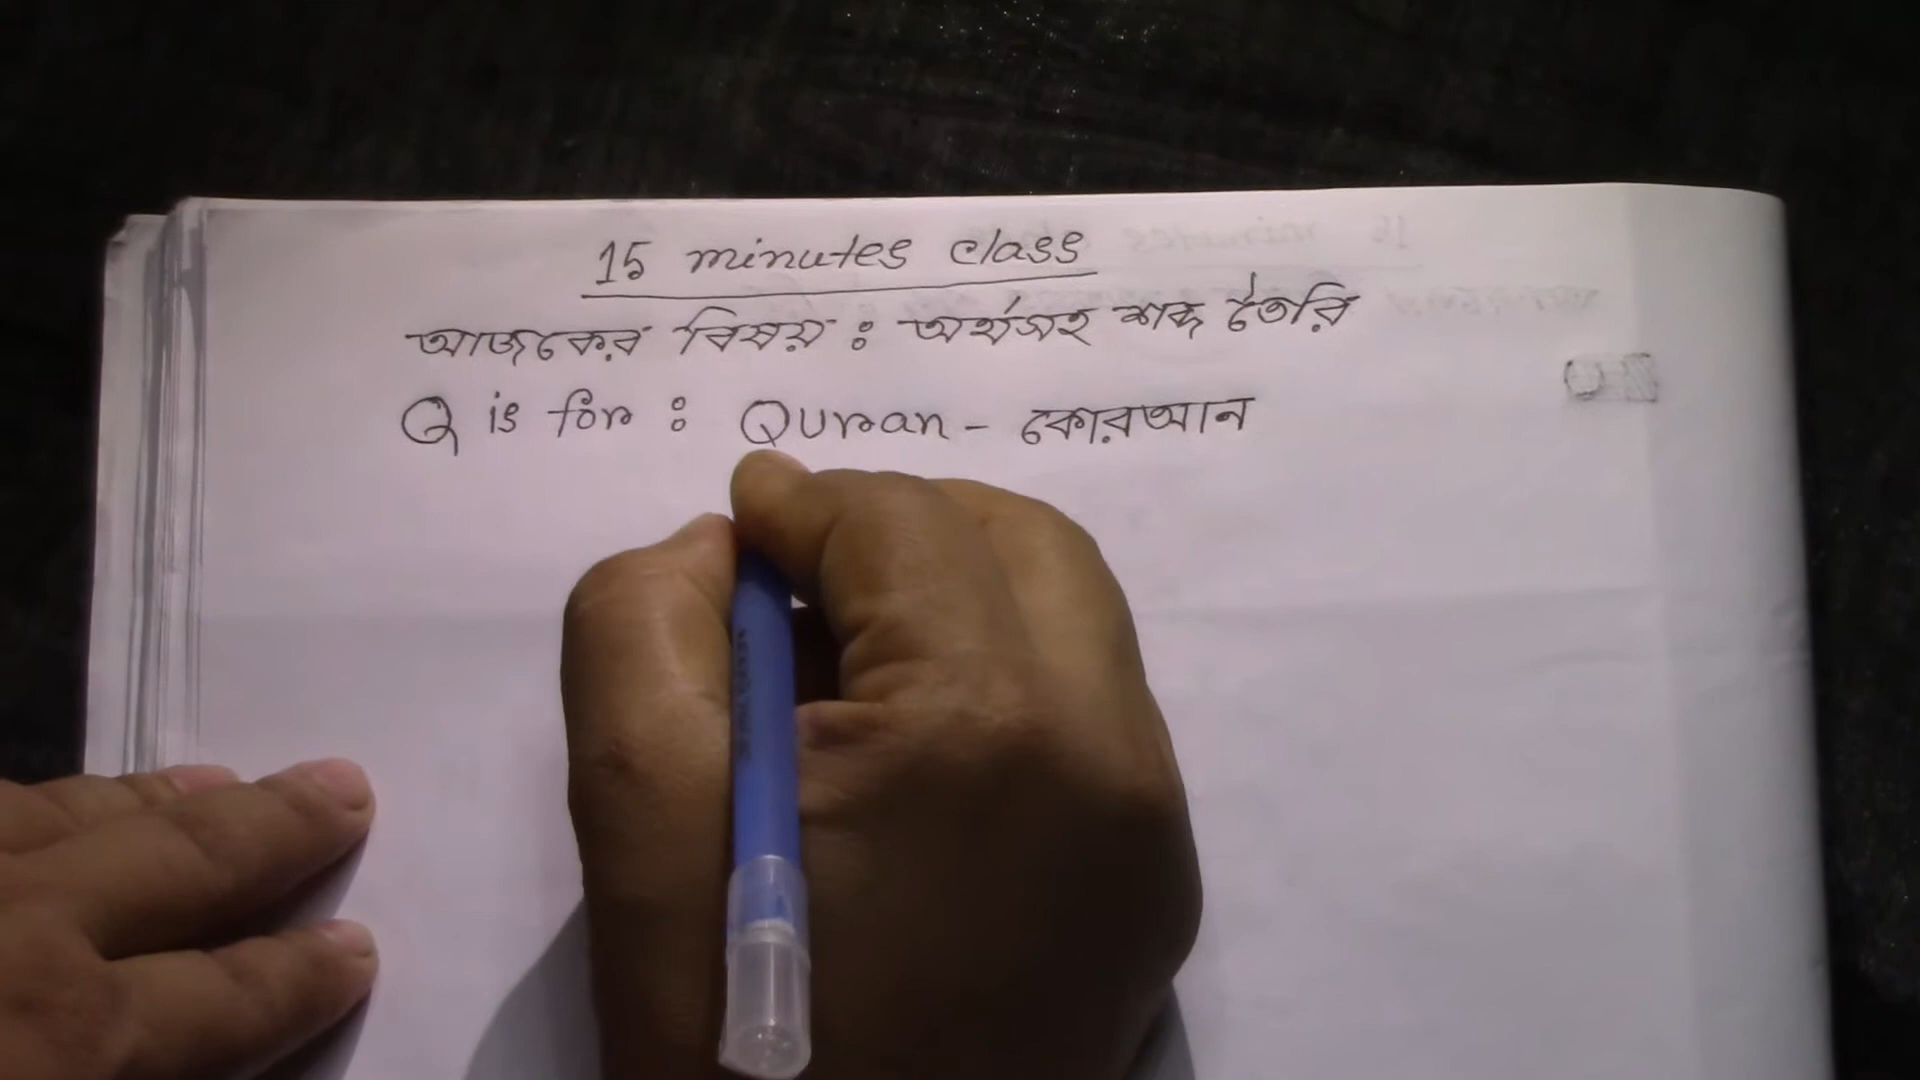 15 minutes class
আজকের বিষয় : অর্থসহ শব্দ তৈরি
Q is for : Quran - কোরআন